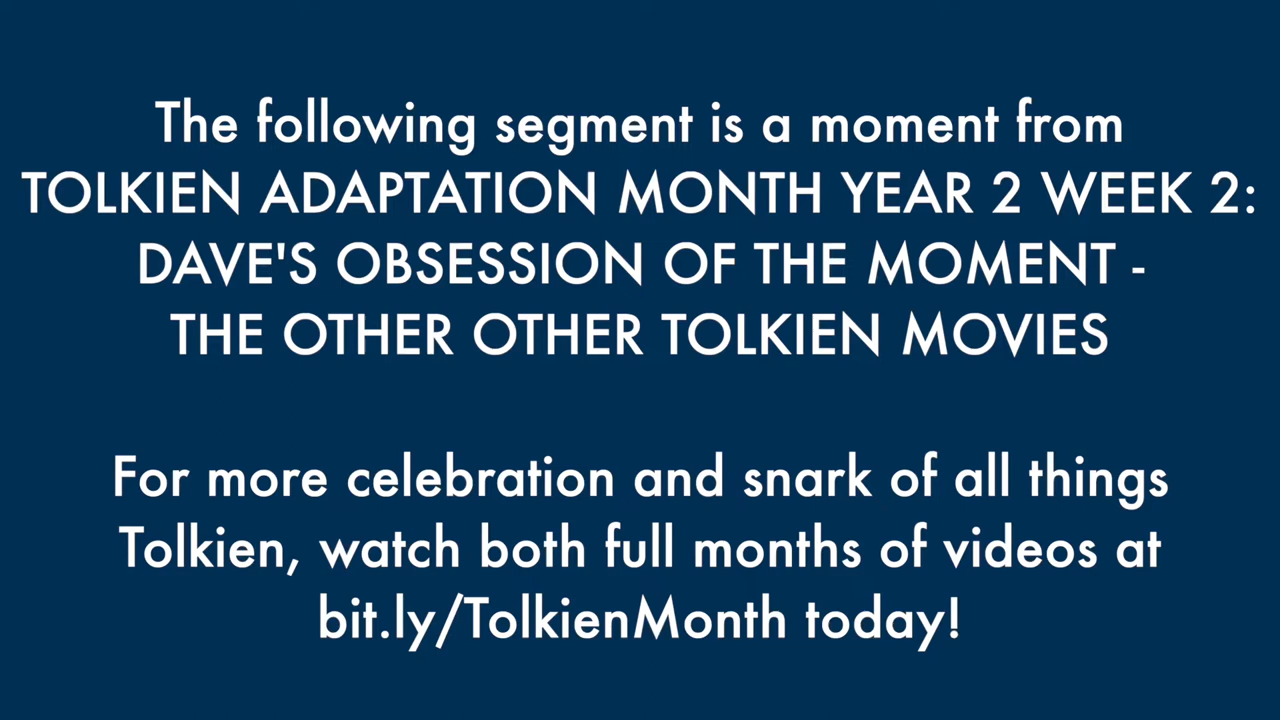 The following segment is a moment from
TOLKIEN ADAPTATION MONTH YEAR 2 WEEK 2:
DAVE'S OBSESSION OF THE MOMENT -
THE OTHER OTHER TOLKIEN MOVIES
For more celebration and snark of all things
Tolkien, watch both full months of videos at
bit.ly/TolkienMonth today!